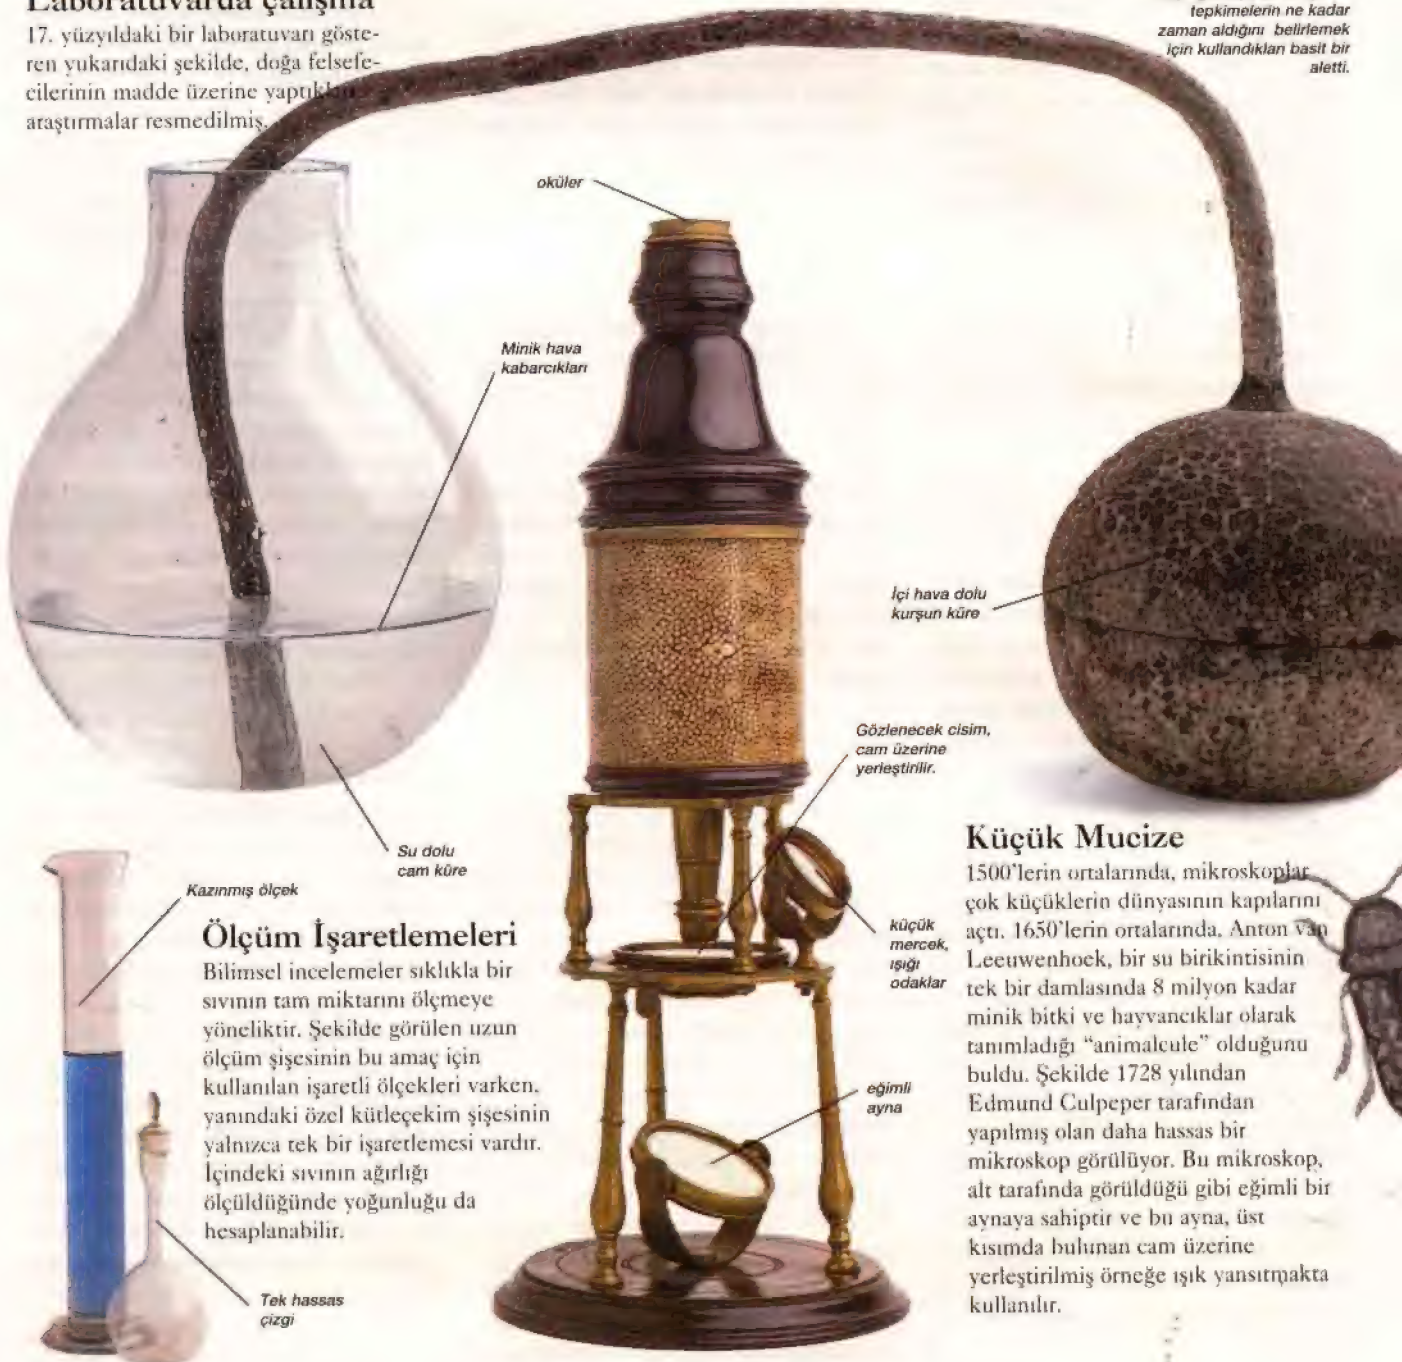 Laboratuvarda çalışma
17. yüzyıldaki bir laboratuvarı göste-
ren yukarıdaki şekilde, doğa felsefe-
cilerinin madde üzerine yaptıkları
araştırmalar resmedilmiş.
tepkimelerin ne kadar
zaman aldığını belirlemek
için kullandıkları basit bir
aletti.
oküler
Minik hava
kabarcıkları
İçi hava dolu
kurşun küre
Gözlenecek cisim,
cam üzerine
yerleştirilir.
Su dolu
cam küre
Kazınmış ölçek
Ölçüm İşaretlemeleri
Bilimsel incelemeler sıklıkla bir
sıvının tam miktarını ölçmeye
yöneliktir. Şekilde görülen uzun
ölçüm şişesinin bu amaç için
kullanılan işaretli ölçekleri varken,
yanındaki özel kütleçekim şişesinin
yalnızca tek bir işaretlemesi vardır.
İçindeki sıvının ağırlığı
ölçüldüğünde yoğunluğu da
hesaplanabilir.
Tek hassas
çizgi
küçük
mercek,
ışığı
odaklar
eğimli
ayna
Küçük Mucize
1500'lerin ortalarında, mikroskoplar
çok küçüklerin dünyasının kapılarını
açtı. 1650'lerin ortalarında, Anton van
Leeuwenhoek, bir su birikintisinin
tek bir damlasında 8 milyon kadar
minik bitki ve hayvancıklar olarak
tanımladığı "animalcule" olduğunu
buldu. Şekilde 1728 yılından
Edmund Culpeper tarafından
yapılmış olan daha hassas bir
mikroskop görülüyor. Bu mikroskop,
alt tarafında görüldüğü gibi eğimli bir
aynaya sahiptir ve bu ayna, üst
kısımda bulunan cam üzerine
yerleştirilmiş örneğe ışık yansıtmakta
kullanılır.